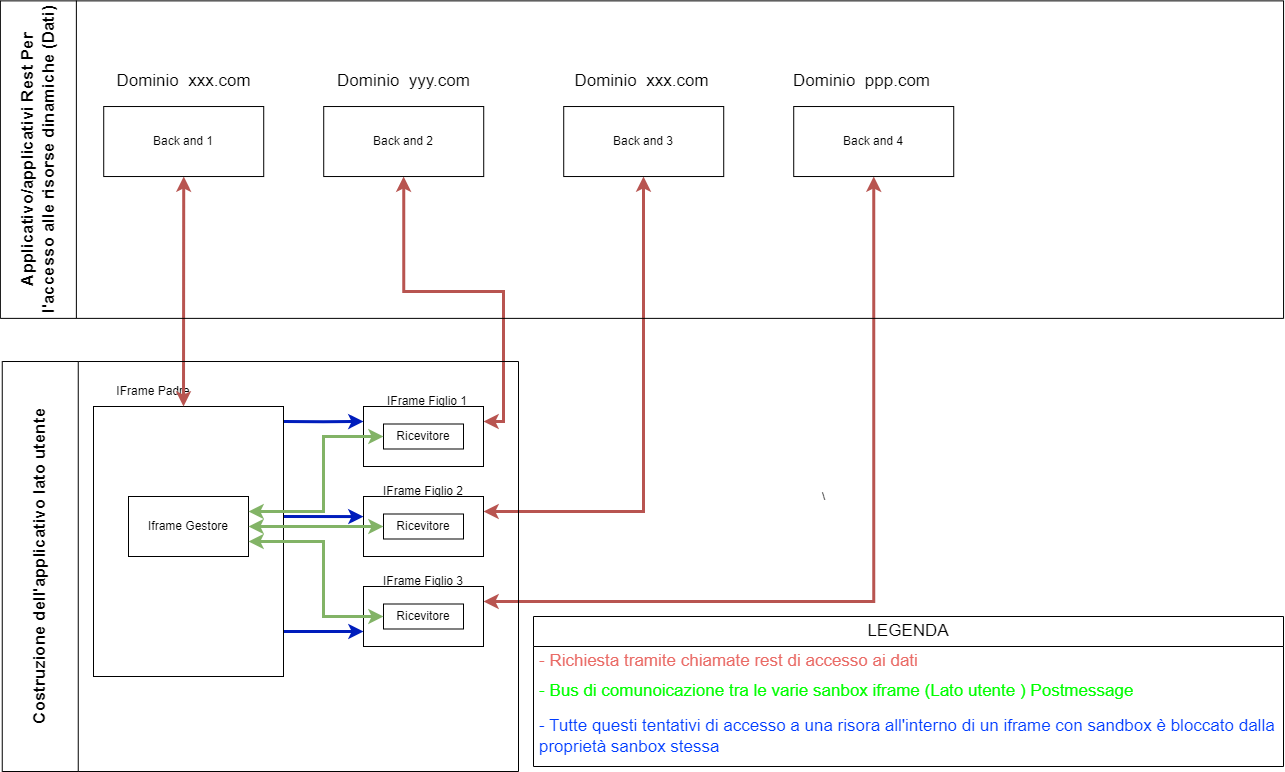 Applicativo/applicativi Rest Per
l'accesso alle risorse dinamiche (Dati)
Dominio xxx.com
Dominio yyy.com
Dominio xxx.com
Dominio ppp.com
Back and 1
Back and 2
Back and 3
Back and 4
Costruzione dell'applicativo lato utente
IFrame Padre
Iframe Gestore
IFrame Figlio 1
Ricevitore
IFrame Figlio 2
Ricevitore
IFrame Figlio 3
Ricevitore
\
LEGENDA
- Richiesta tramite chiamate rest di accesso ai dati
- Bus di comunoicazione tra le varie sanbox iframe (Lato utente ) Postmessage
- Tutte questi tentativi di accesso a una risora all'interno di un iframe con sandbox è bloccato dalla
proprietà sanbox stessa